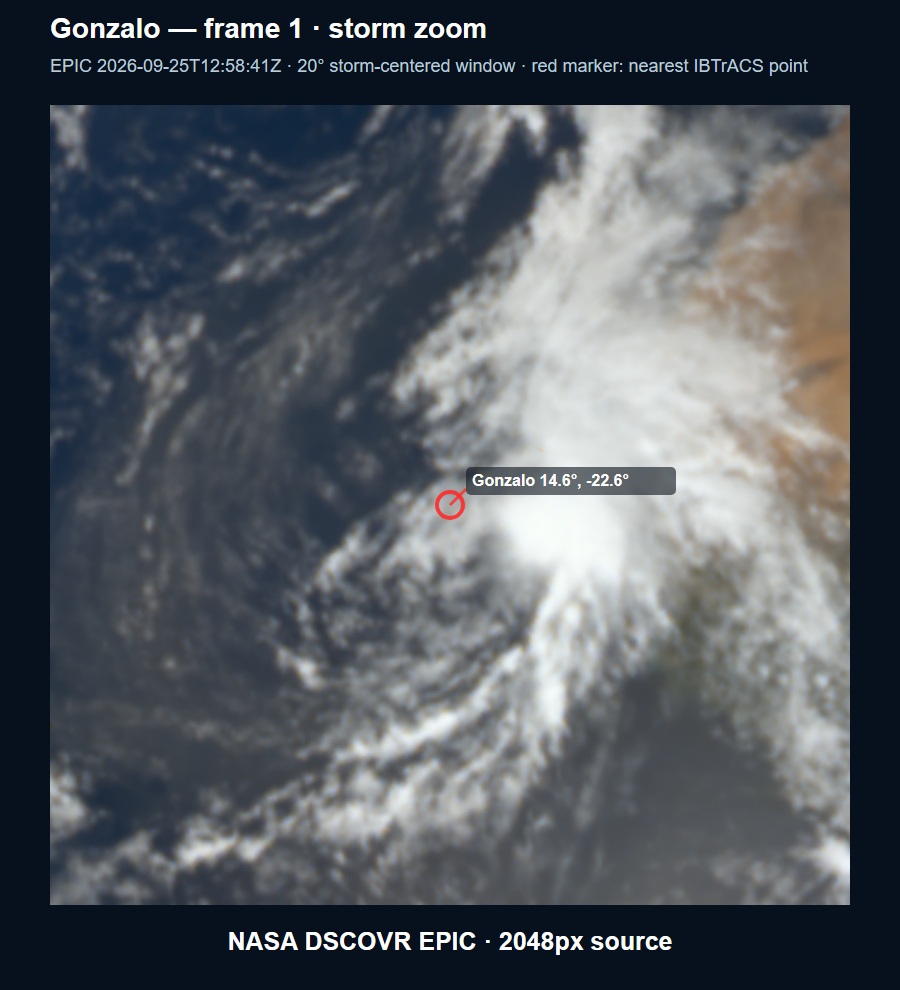 Gonzalo — frame 1 · storm zoom
EPIC 2026-09-25T12:58:41Z · 20° storm-centered window · red marker: nearest IBTrACS point
Gonzalo 14.6°, -22.6°
NASA DSCOVR EPIC · 2048px source